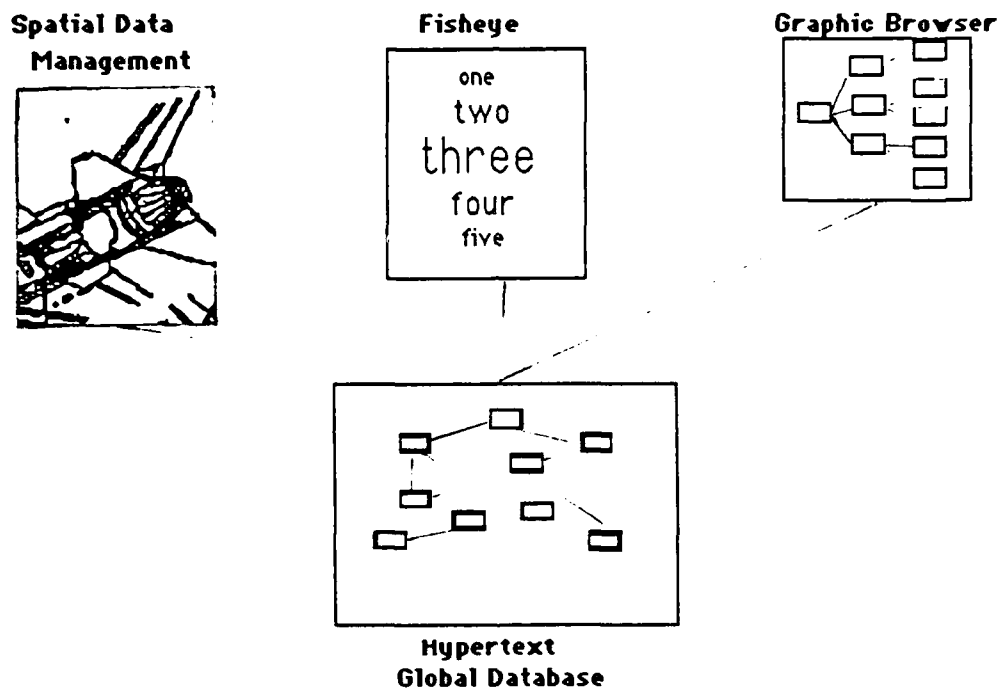 Spatial Data
Management
Fisheye
Graphic Browser
one
two
three
four
five
Hypertext
Global Database